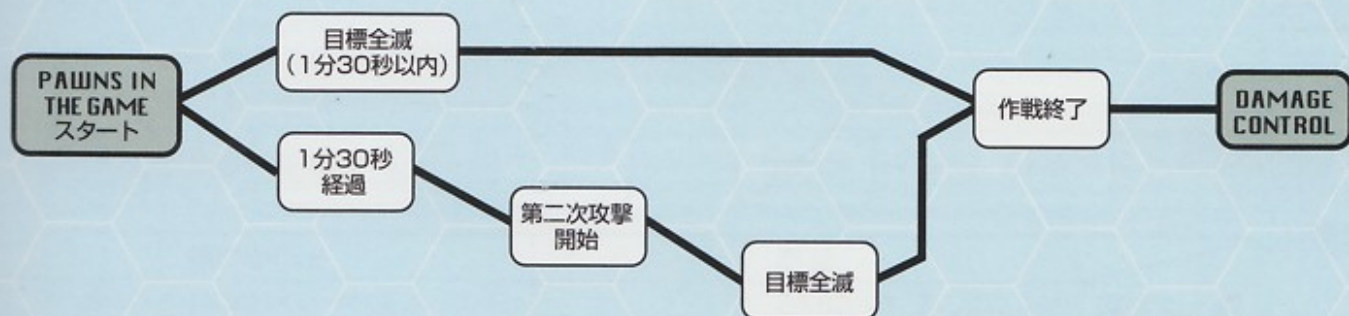 PAWNS IN
THE GAME
スタート
目標全滅
(1分30秒以内)
1分30秒
経過
第二次攻撃
開始
目標全滅
作戦終了
DAMAGE
CONTROL